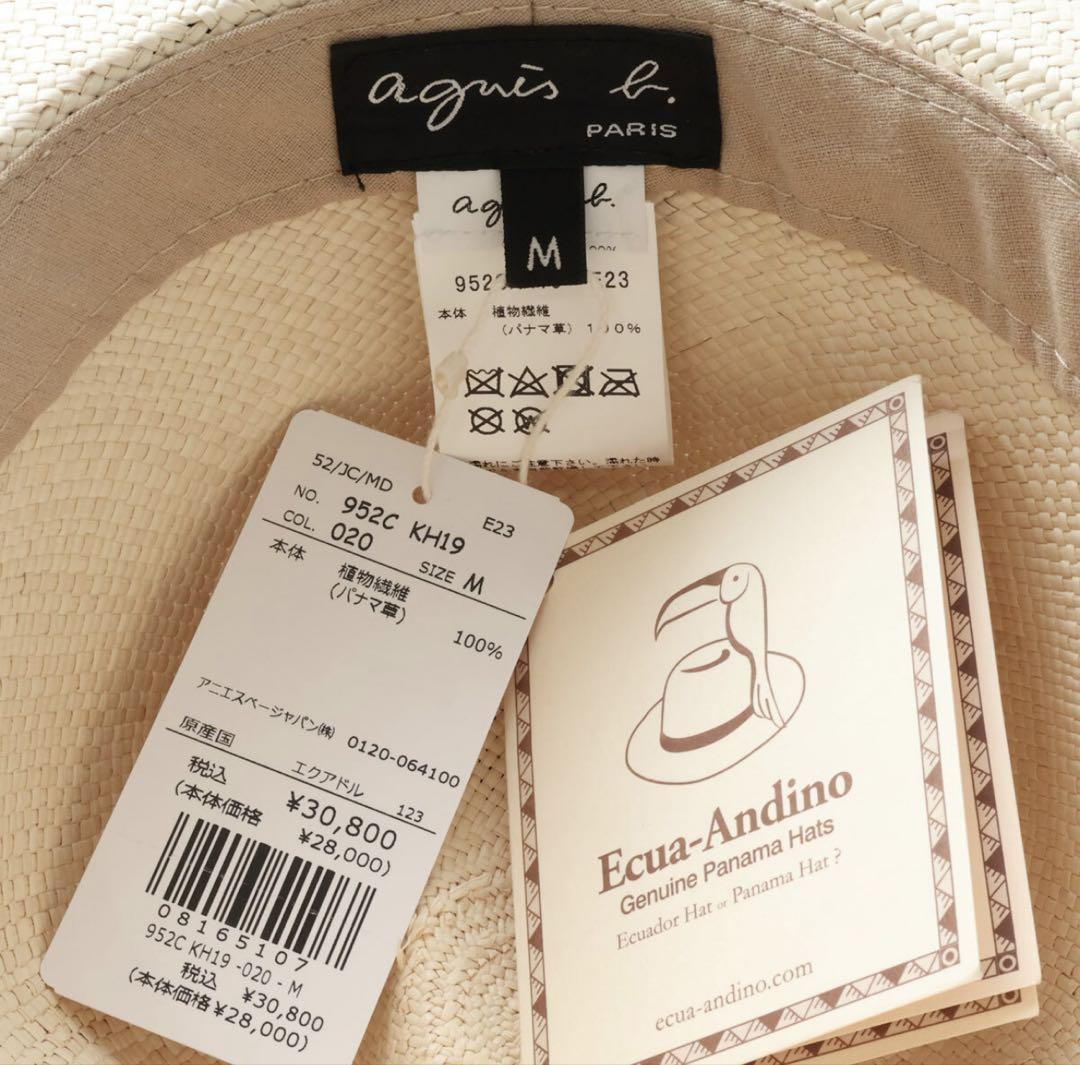 agnès b.
PARIS
M
本体 植物繊維
(パナマ草) 100%
52/JC/MD
E23
NO. 952C KH19
COL. 020
SIZE M
本体 植物繊維
(パナマ草)
100%
アニエスベージャパン㈱ 0120-064100
原産国 エクアドル 123
税込 ¥30,800
(本体価格 ¥28,000)
08165107
952C KH19 -020 - M
税込 ¥30,800
(本体価格 ¥28,000)
Ecua-Andino
Genuine Panama Hats
Ecuador Hat or Panama Hat ?
ecua-andino.com